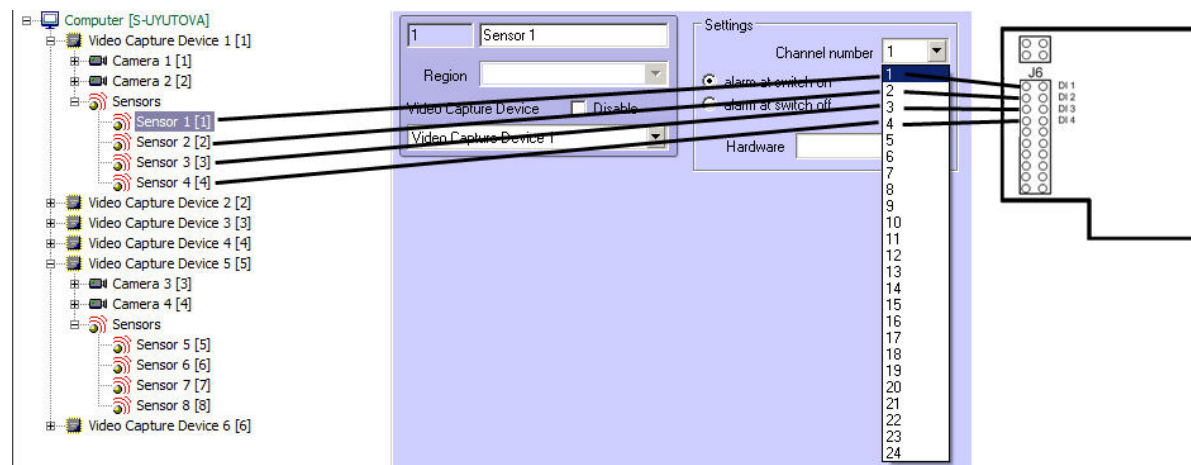 Computer [S-UYUTOVA]
Video Capture Device 1 [1]
Camera 1 [1]
Camera 2 [2]
Sensors
Sensor 1 [1]
Sensor 2 [2]
Sensor 3 [3]
Sensor 4 [4]
Video Capture Device 2 [2]
Video Capture Device 3 [3]
Video Capture Device 4 [4]
Video Capture Device 5 [5]
Camera 3 [3]
Camera 4 [4]
Sensors
Sensor 5 [5]
Sensor 6 [6]
Sensor 7 [7]
Sensor 8 [8]
Video Capture Device 6 [6]
1 Sensor 1
Region
Video Capture Device Disable
Video Capture Device 1
Settings
Channel number 1
alarm at switch on
alarm at switch off
Hardware
1
2
3
4
5
6
7
8
9
10
11
12
13
14
15
16
17
18
19
20
21
22
23
24
J6
DI 1
DI 2
DI 3
DI 4